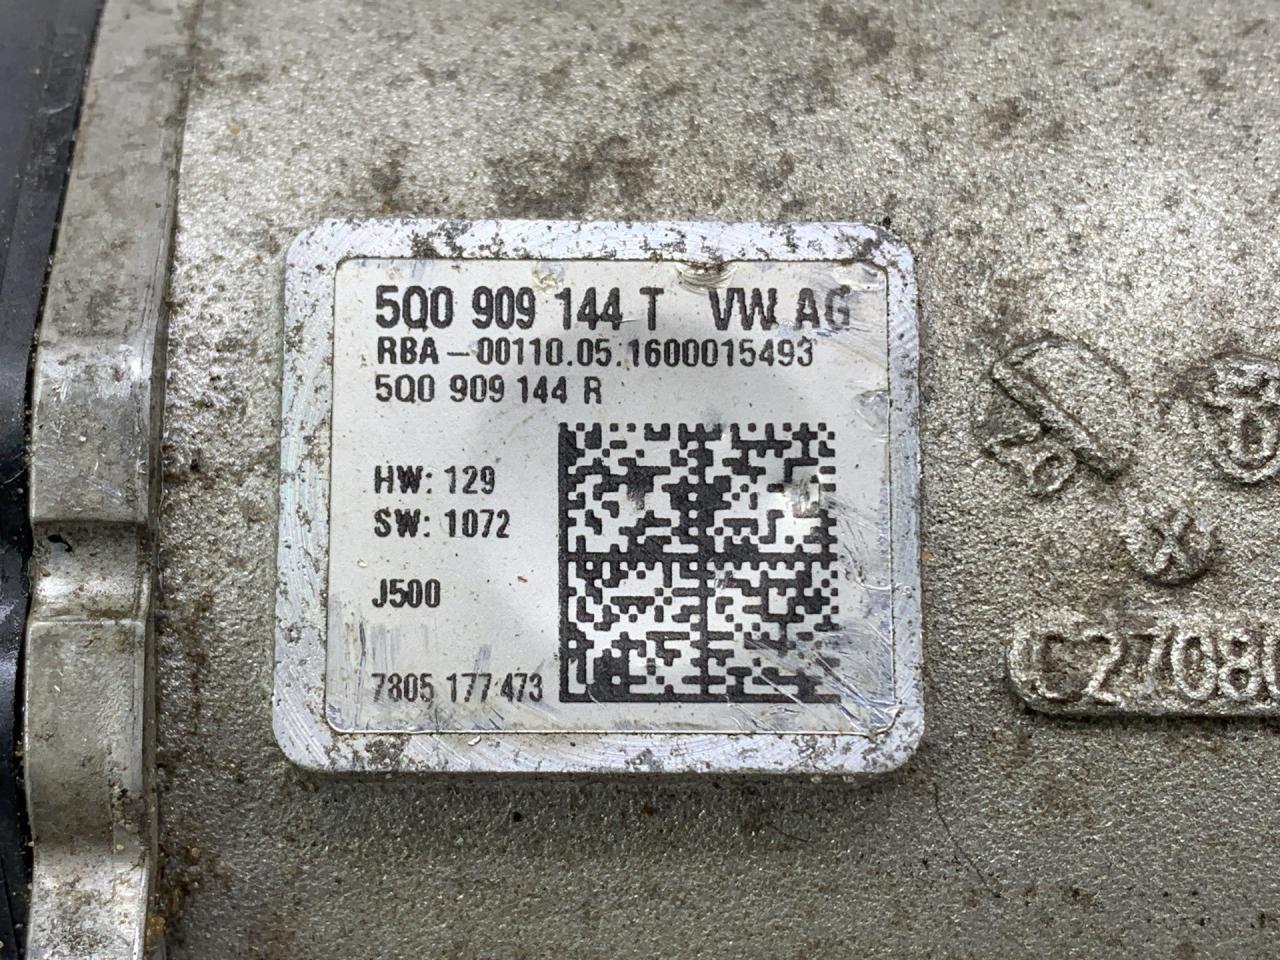 5Q0 909 144 T VW AG
RBA-00110.05.1600015493
5Q0 909 144 R
HW: 129
SW: 1072
J500
7805 177 473